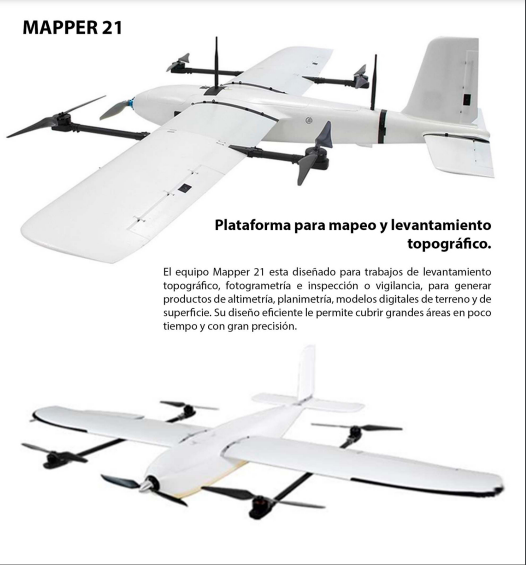 MAPPER 21
Plataforma para mapeo y levantamiento
topográfico.
El equipo Mapper 21 esta diseñado para trabajos de levantamiento
topográfico, fotogrametría e inspección o vigilancia, para generar
productos de altimetría, planimetría, modelos digitales de terreno y de
superficie. Su diseño eficiente le permite cubrir grandes áreas en poco
tiempo y con gran precisión.